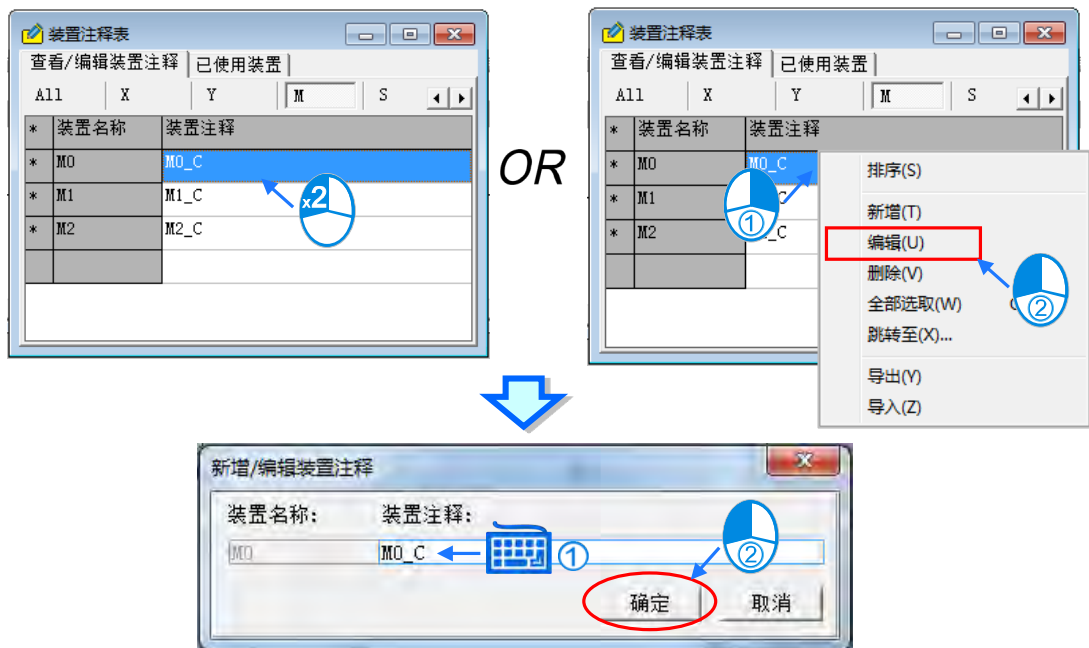 装置注释表
查看/编辑装置注释 已使用装置
All X Y M S
* 装置名称 装置注释
* M0 M0_C
* M1 M1_C
* M2 M2_C
x2
OR
装置注释表
查看/编辑装置注释 已使用装置
All X Y M S
* 装置名称 装置注释
* M0 M0_C
* M1
* M2
①
排序(S)
新增(T)
编辑(U)
删除(V)
全部选取(W)
跳转至(X)...
导出(Y)
导入(Z)
②
新增/编辑装置注释
装置名称: 装置注释:
M0 M0_C ①
②
确定 取消